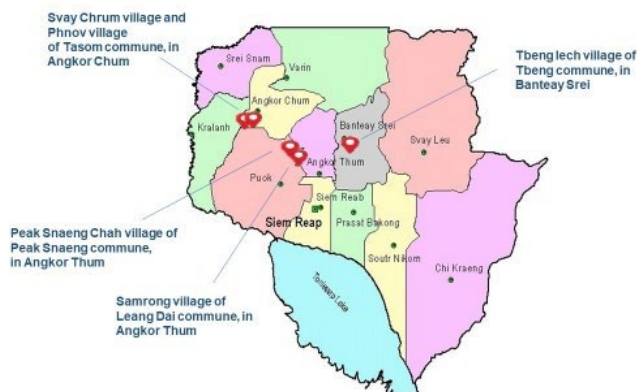 Svay Chrum village and
Phnov village
of Tasom commune, in
Angkor Chum
Tbeng lech village of
Tbeng commune, in
Banteay Srei
Srei Snam
Varin
Angkor Chum
Kralanh
Banteay Srei
Svay Leu
Angkor Thum
Puok
Siem Reab
Siem Reap
Prasat Bakong
Soutr Nikom
Chi Kraeng
Peak Snaeng Chah village of
Peak Snaeng commune,
in Angkor Thum
Samrong village of
Leang Dai commune, in
Angkor Thum
Lake